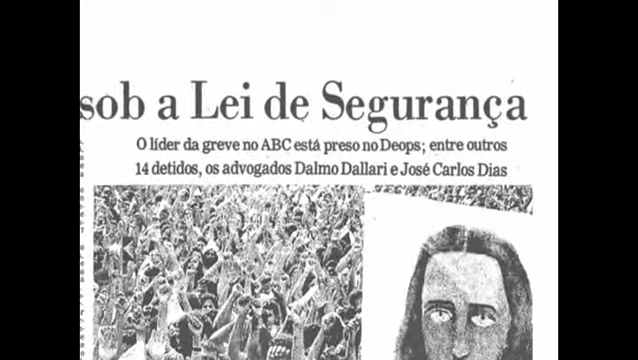 sob a Lei de Segurança
O líder da greve no ABC está preso no Deops; entre outros
14 detidos, os advogados Dalmo Dallari e José Carlos Dias